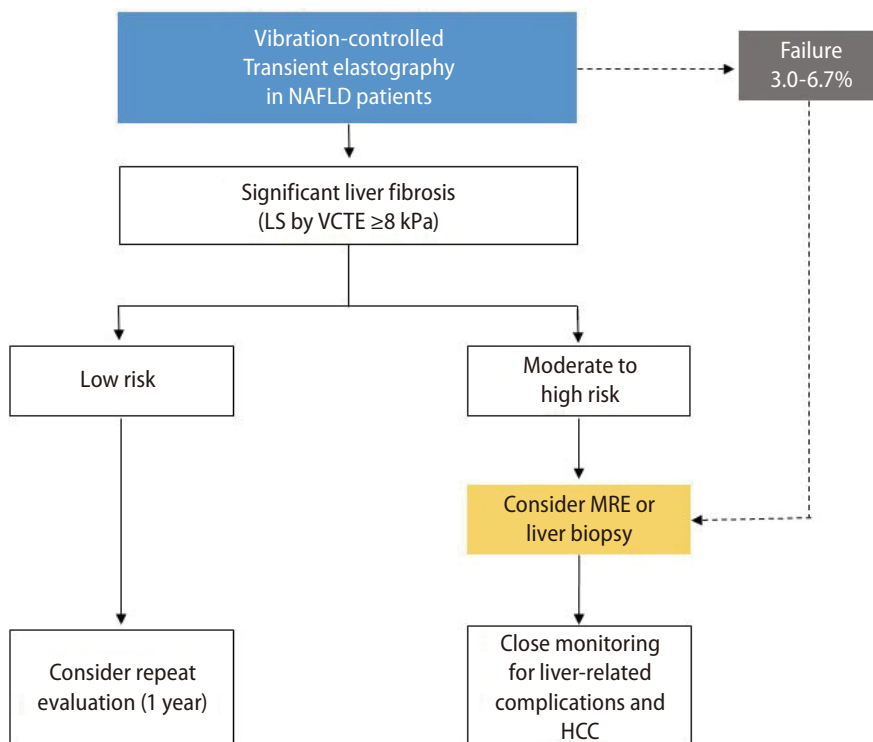 Vibration-controlled
Transient elastography
in NAFLD patients
Failure
3.0-6.7%
Significant liver fibrosis
(LS by VCTE ≥8 kPa)
Low risk
Moderate to
high risk
Consider MRE or
liver biopsy
Consider repeat
evaluation (1 year)
Close monitoring
for liver-related
complications and
HCC